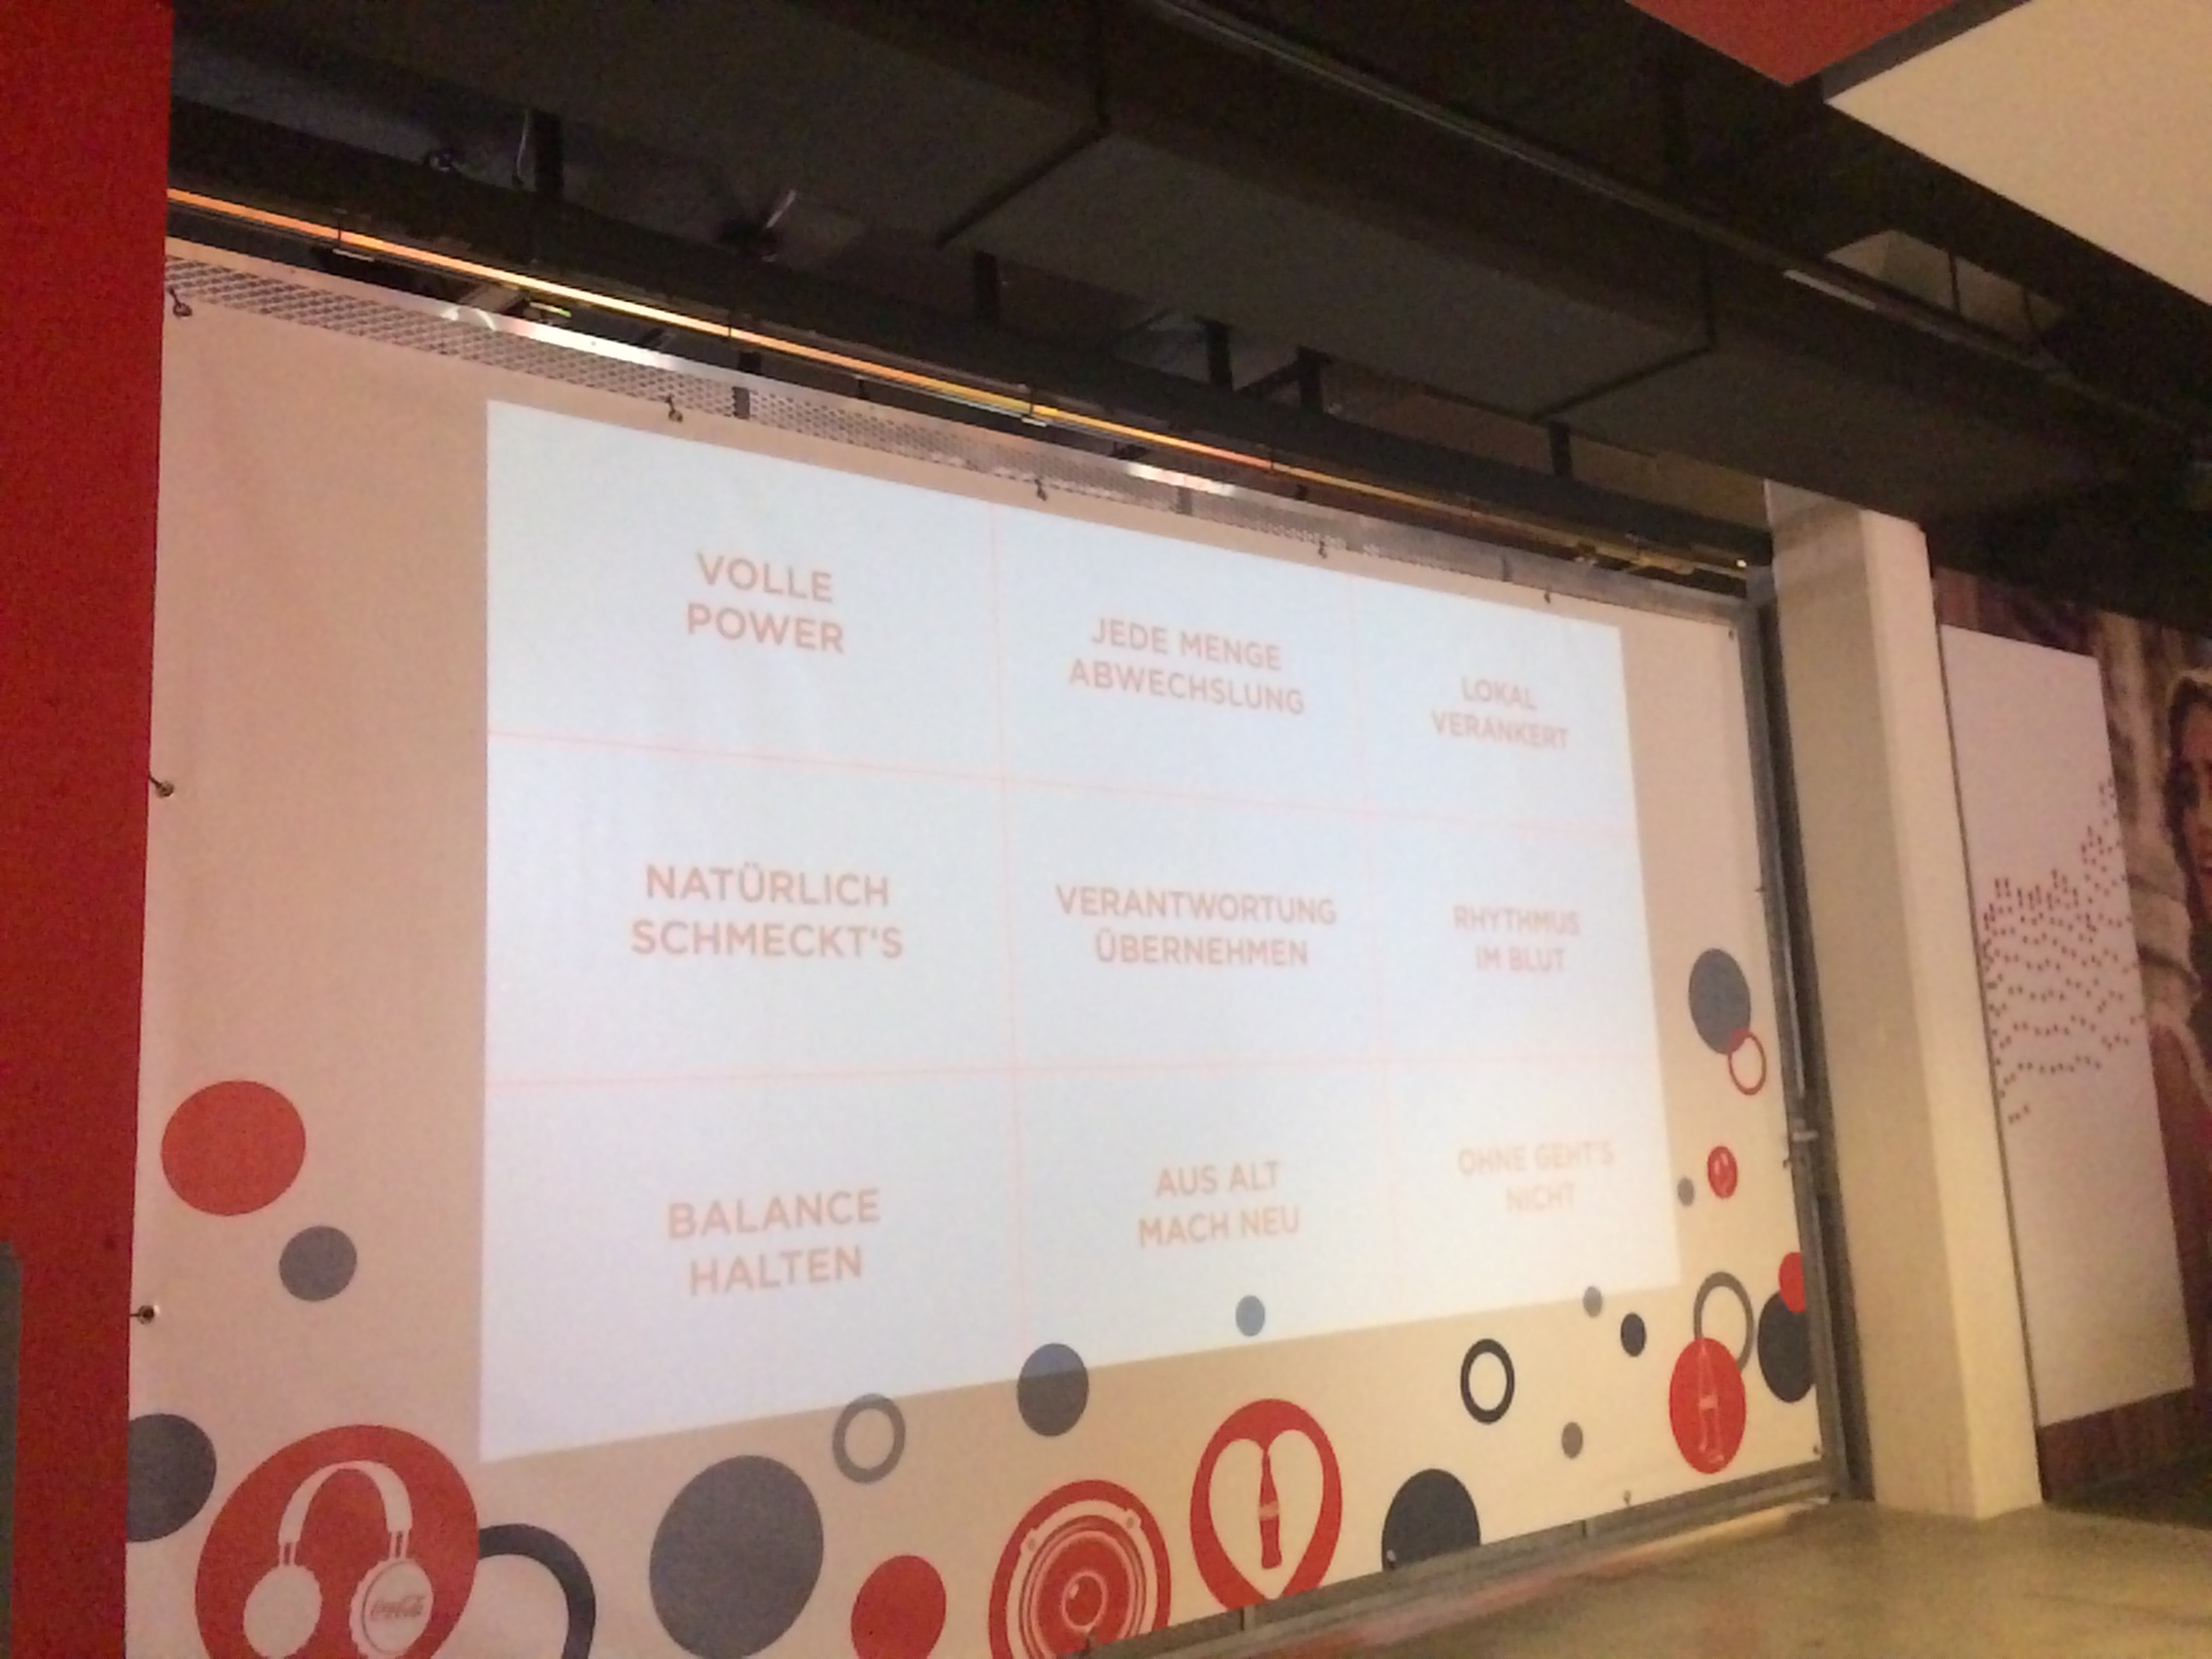 VOLLE
POWER
JEDE MENGE
ABWECHSLUNG
LOKAL
VERANKERT
NATÜRLICH
SCHMECKT‘S
VERANTWORTUNG
ÜBERNEHMEN
RHYTHMUS
IM BLUT
BALANCE
HALTEN
AUS ALT
MACH NEU
OHNE GEHT‘S
NICHT
Coca-Cola